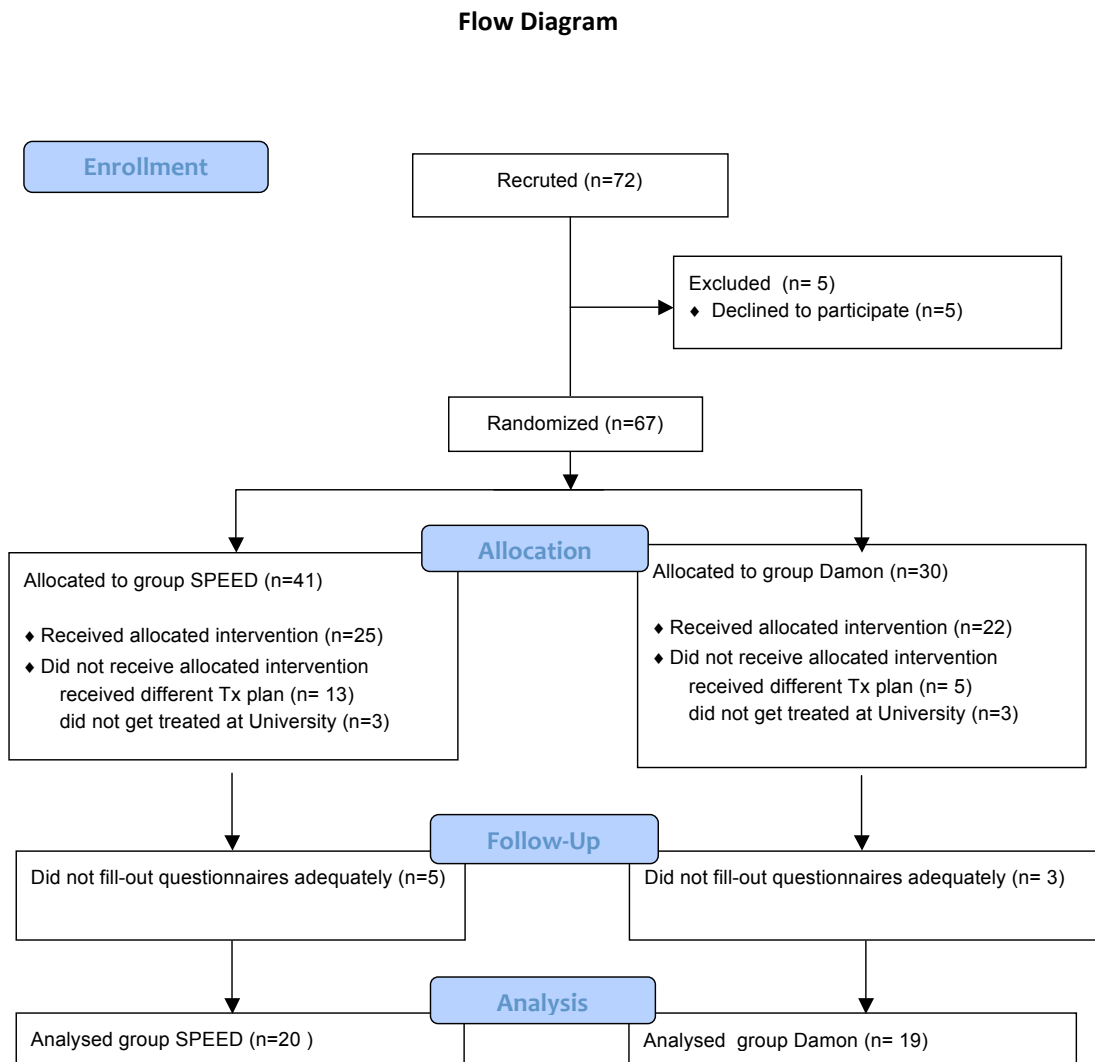 Flow Diagram
Enrollment
Recruted (n=72)
Excluded (n= 5)
♦ Declined to participate (n=5)
Randomized (n=67)
Allocation
Allocated to group SPEED (n=41)
♦ Received allocated intervention (n=25)
♦ Did not receive allocated intervention
received different Tx plan (n= 13)
did not get treated at University (n=3)
Allocated to group Damon (n=30)
♦ Received allocated intervention (n=22)
♦ Did not receive allocated intervention
received different Tx plan (n= 5)
did not get treated at University (n=3)
Follow-Up
Did not fill-out questionnaires adequately (n=5)
Did not fill-out questionnaires adequately (n= 3)
Analysis
Analysed group SPEED (n=20 )
Analysed group Damon (n= 19)